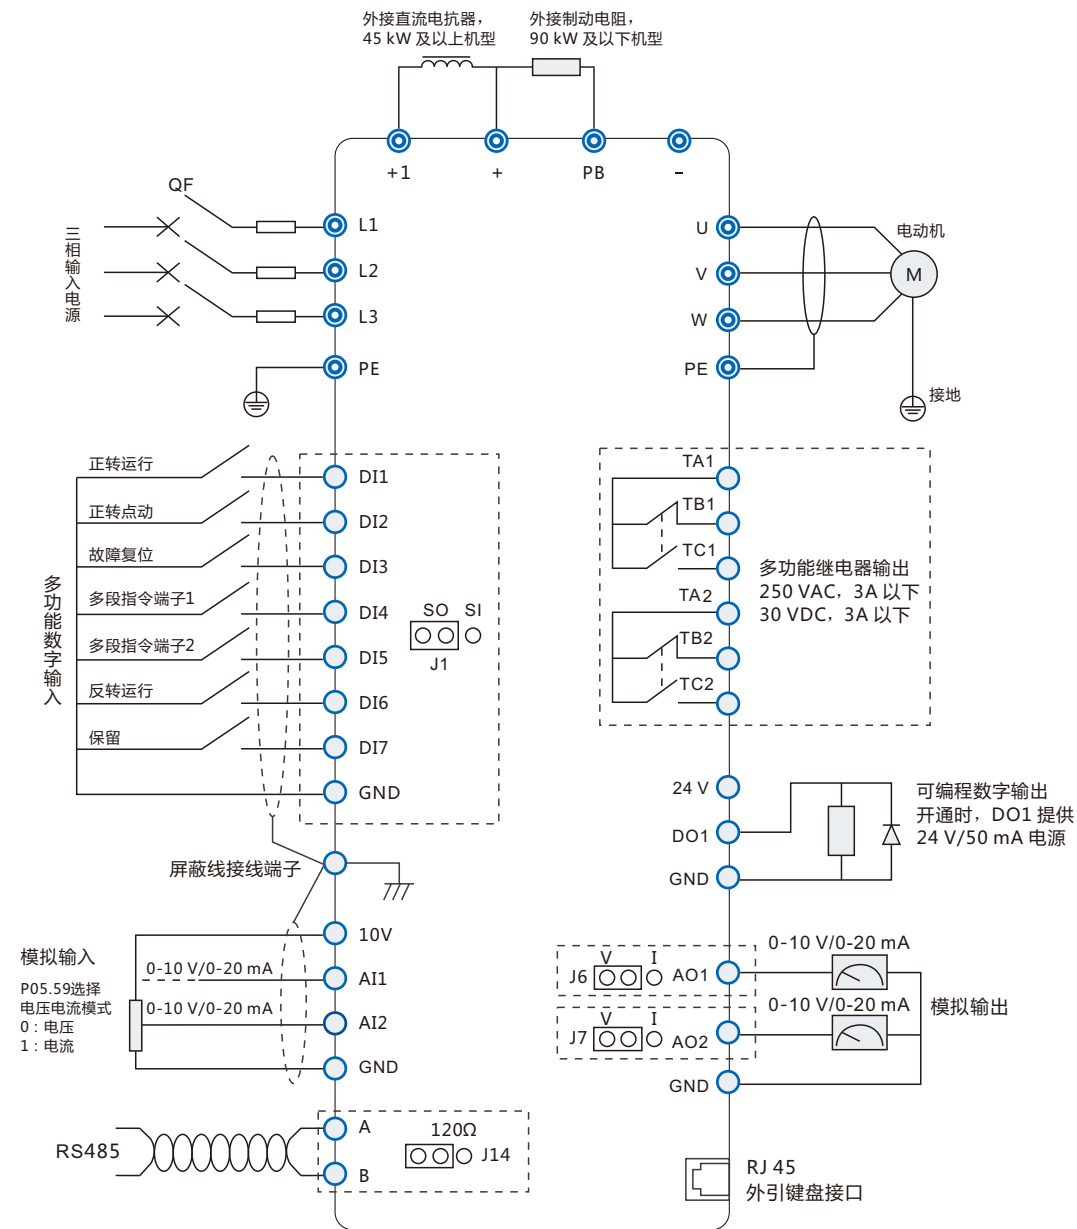 外接直流电抗器，
45 kW 及以上机型
外接制动电阻，
90 kW 及以下机型
+1
+
PB
-
QF
三相输入电源
L1
L2
L3
PE
U
V
W
PE
电动机
M
接地
多功能数字输入
正转运行
正转点动
故障复位
多段指令端子1
多段指令端子2
反转运行
保留
DI1
DI2
DI3
DI4
DI5
DI6
DI7
GND
SO SI
J1
TA1
TB1
TC1
TA2
TB2
TC2
多功能继电器输出
250 VAC，3A 以下
30 VDC，3A 以下
24 V
DO1
GND
可编程数字输出
开通时，DO1 提供
24 V/50 mA 电源
屏蔽线接线端子
模拟输入
P05.59选择
电压电流模式
0：电压
1：电流
0-10 V/0-20 mA
0-10 V/0-20 mA
10V
AI1
AI2
GND
V I
J6
AO1
0-10 V/0-20 mA
V I
J7
AO2
0-10 V/0-20 mA
GND
模拟输出
RS485
A
B
120Ω
J14
RJ 45
外引键盘接口